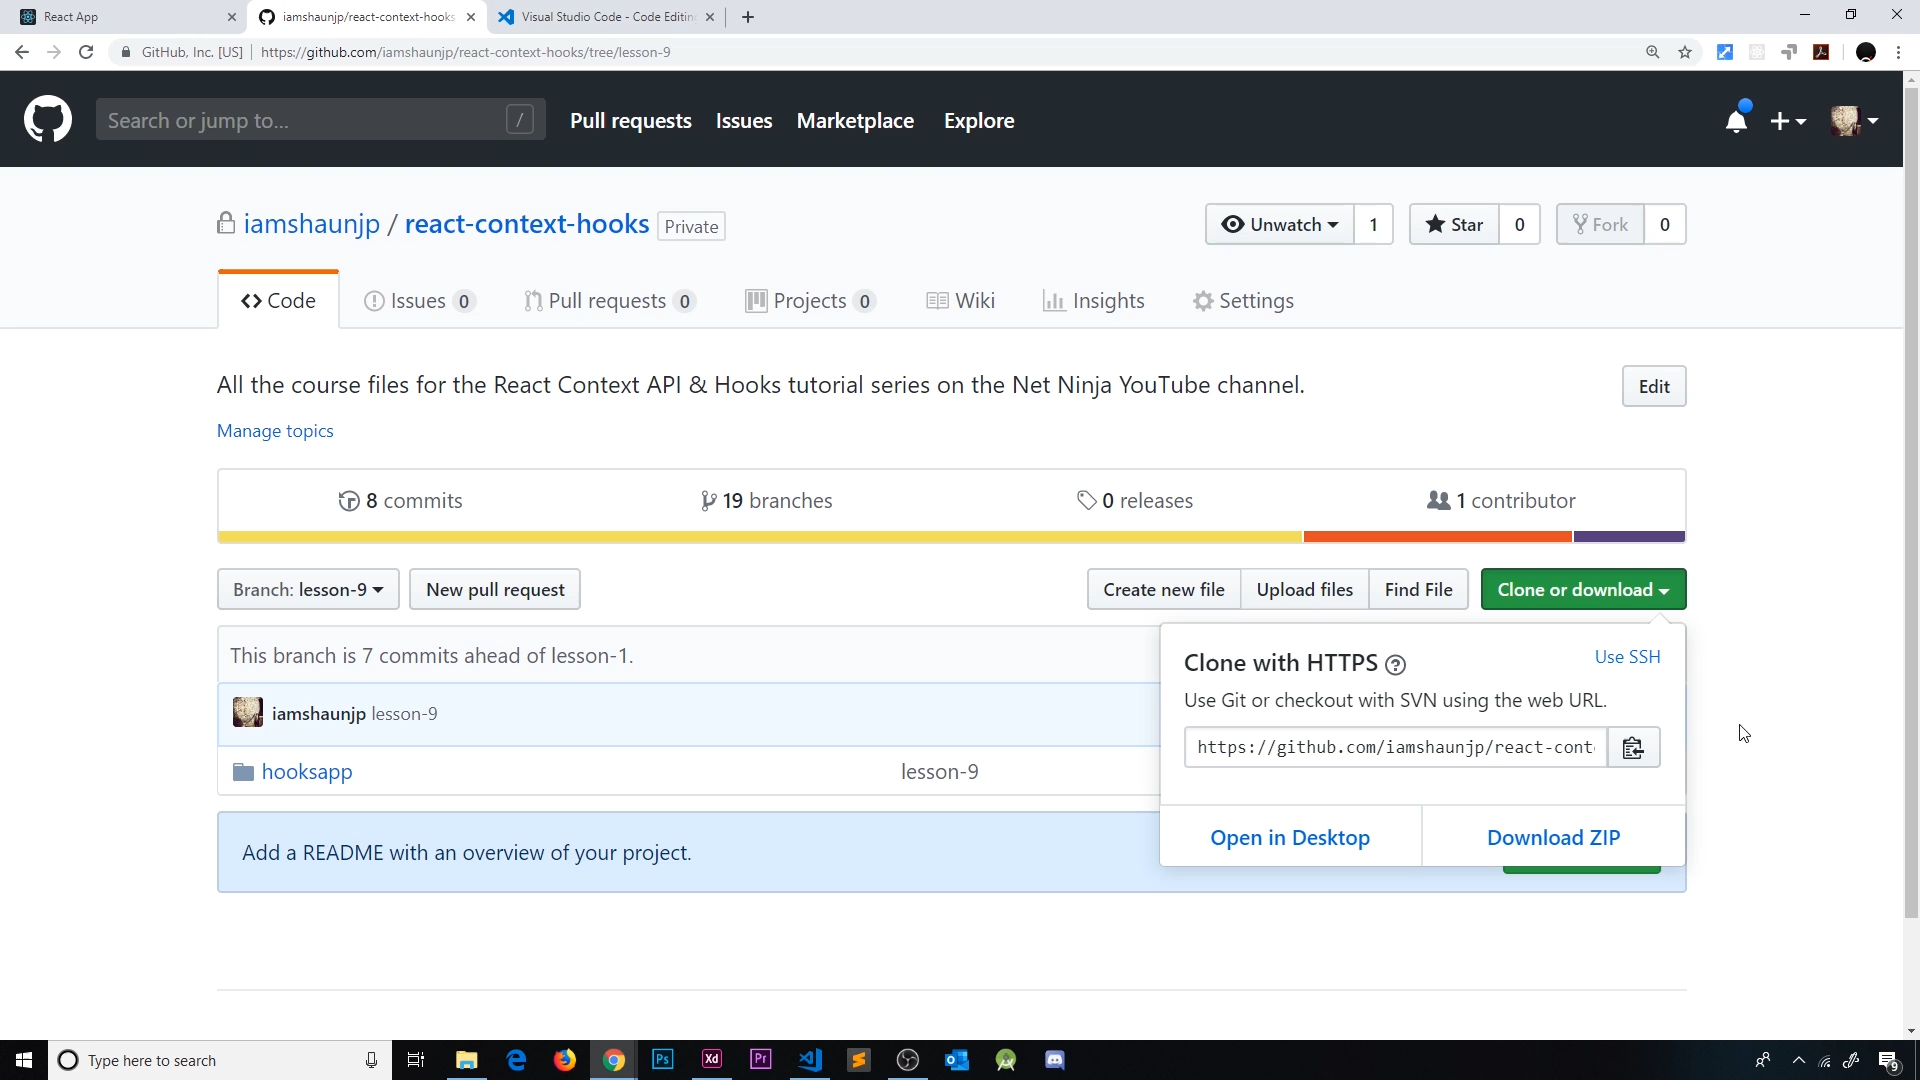 React App
iamshaunjp/react-context-hooks
Visual Studio Code - Code Editin
GitHub, Inc. [US] https://github.com/iamshaunjp/react-context-hooks/tree/lesson-9
Search or jump to... /
Pull requests Issues Marketplace Explore
iamshaunjp / react-context-hooks Private
Unwatch 1 Star 0 Fork 0
Code Issues 0 Pull requests 0 Projects 0 Wiki Insights Settings
All the course files for the React Context API & Hooks tutorial series on the Net Ninja YouTube channel.
Edit
Manage topics
8 commits 19 branches 0 releases 1 contributor
Branch: lesson-9 New pull request Create new file Upload files Find File Clone or download
This branch is 7 commits ahead of lesson-1.
iamshaunjp lesson-9
hooksapp lesson-9
Add a README with an overview of your project.
Clone with HTTPS ? Use SSH
Use Git or checkout with SVN using the web URL.
https://github.com/iamshaunjp/react-cont
Open in Desktop Download ZIP
Type here to search
Ps Xd Pr
9